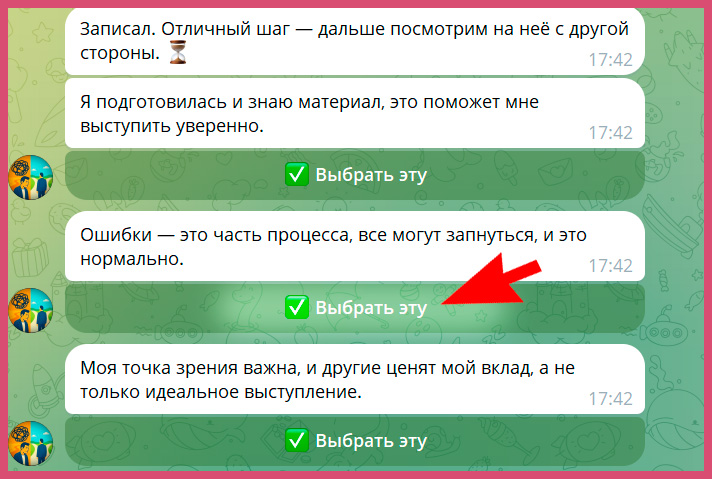 Записал. Отличный шаг — дальше посмотрим на неё с другой
стороны. ⏳
17:42
Я подготовилась и знаю материал, это поможет мне
выступить уверенно.
17:42
✅ Выбрать эту
Ошибки — это часть процесса, все могут запнуться, и это
нормально.
17:42
✅ Выбрать эту
Моя точка зрения важна, и другие ценят мой вклад, а не
только идеальное выступление.
17:42
✅ Выбрать эту